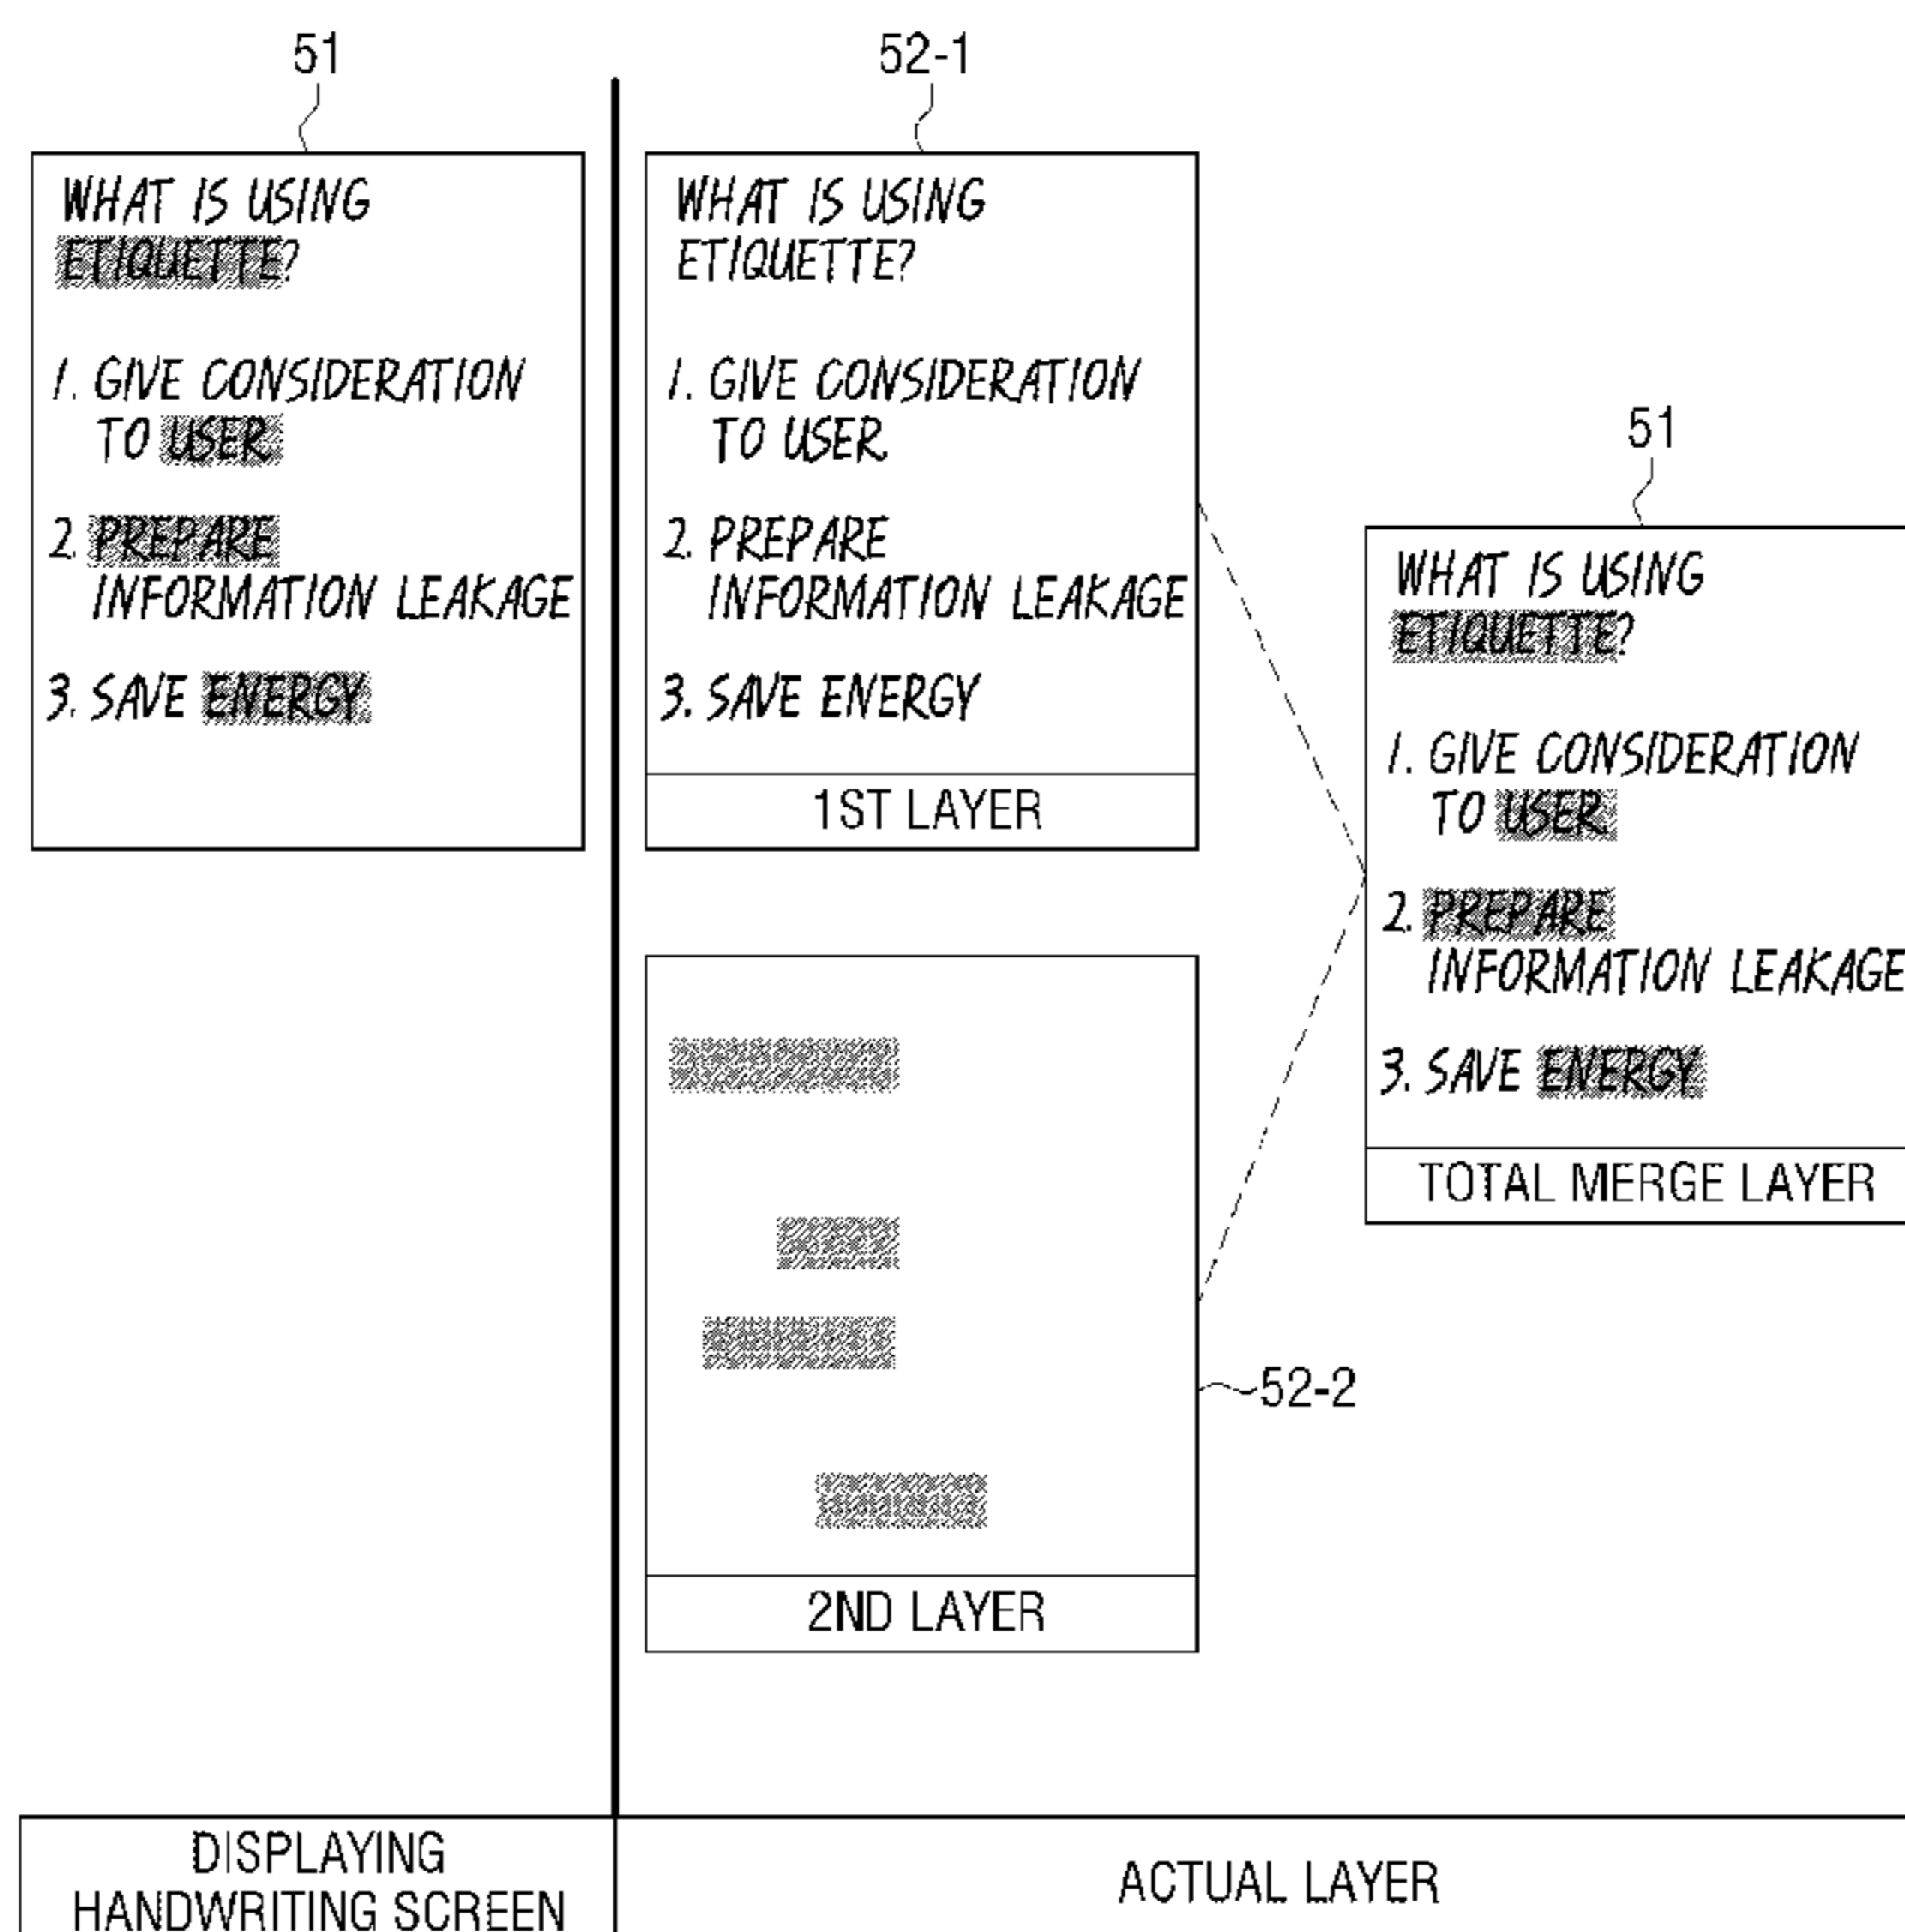 51
WHAT IS USING
ETIQUETTE?
1. GIVE CONSIDERATION
TO USER
2. PREPARE
INFORMATION LEAKAGE
3. SAVE ENERGY
52-1
WHAT IS USING
ETIQUETTE?
1. GIVE CONSIDERATION
TO USER
2. PREPARE
INFORMATION LEAKAGE
3. SAVE ENERGY
1ST LAYER
52-2
2ND LAYER
51
WHAT IS USING
ETIQUETTE?
1. GIVE CONSIDERATION
TO USER
2. PREPARE
INFORMATION LEAKAGE
3. SAVE ENERGY
TOTAL MERGE LAYER
DISPLAYING
HANDWRITING SCREEN
ACTUAL LAYER